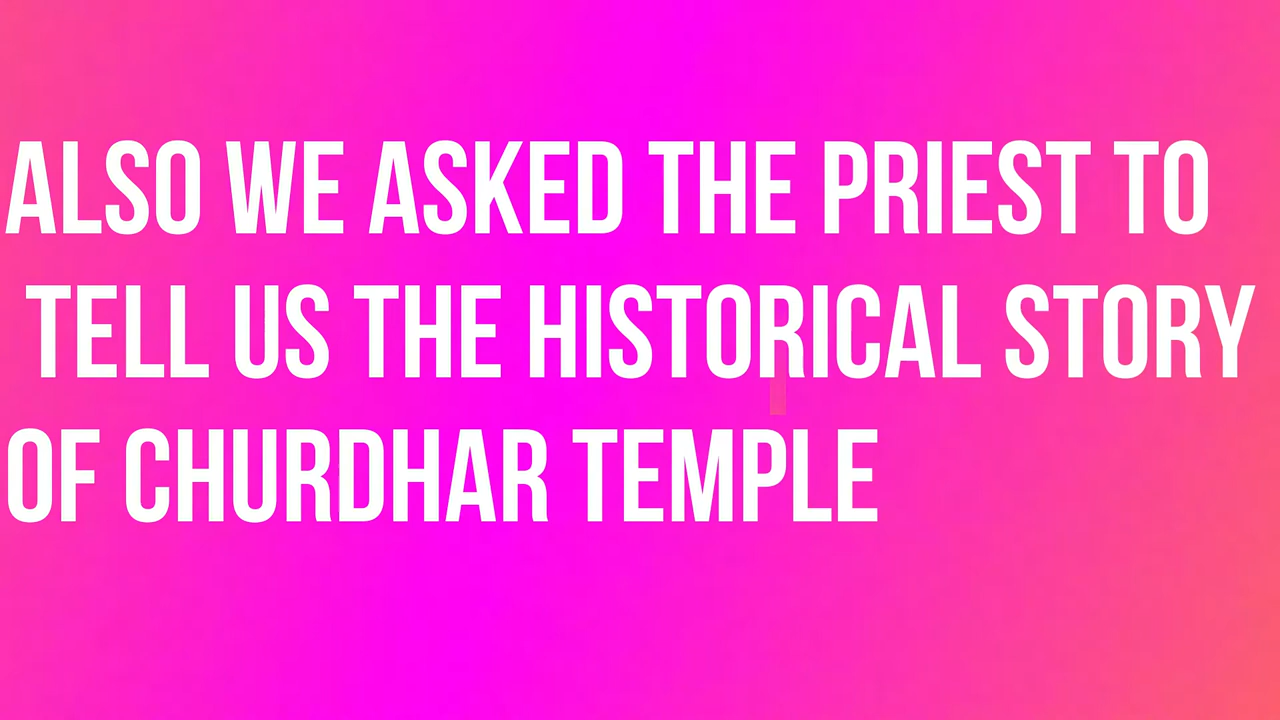 ALSO WE ASKED THE PRIEST TO
TELL US THE HISTORICAL STORY
OF CHURDHAR TEMPLE